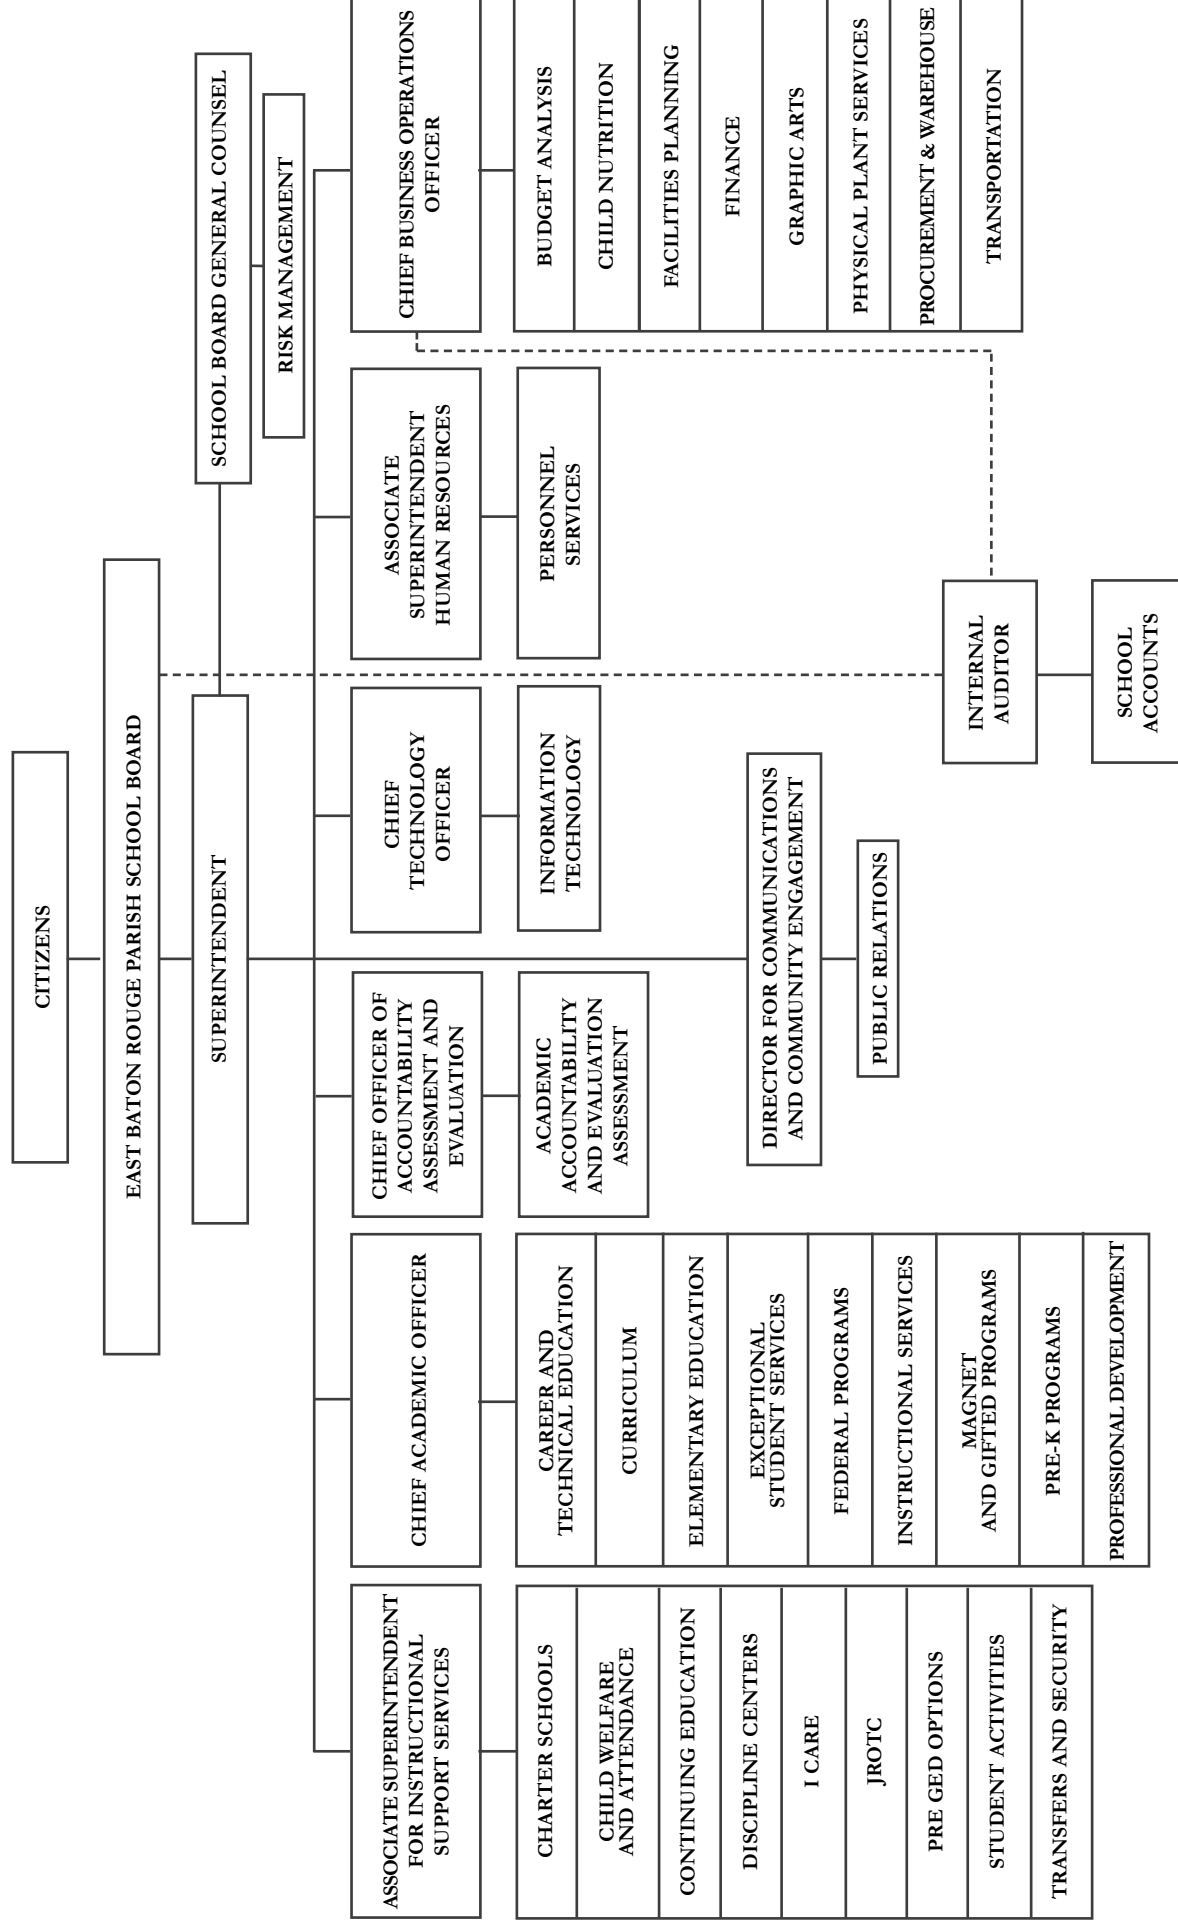 CITIZENS
EAST BATON ROUGE PARISH SCHOOL BOARD
SUPERINTENDENT
SCHOOL BOARD GENERAL COUNSEL
RISK MANAGEMENT
ASSOCIATE SUPERINTENDENT
FOR INSTRUCTIONAL
SUPPORT SERVICES
CHARTER SCHOOLS
CHILD WELFARE
AND ATTENDANCE
CONTINUING EDUCATION
DISCIPLINE CENTERS
I CARE
JROTC
PRE GED OPTIONS
STUDENT ACTIVITIES
TRANSFERS AND SECURITY
CHIEF ACADEMIC OFFICER
CAREER AND
TECHNICAL EDUCATION
CURRICULUM
ELEMENTARY EDUCATION
EXCEPTIONAL
STUDENT SERVICES
FEDERAL PROGRAMS
INSTRUCTIONAL SERVICES
MAGNET
AND GIFTED PROGRAMS
PRE-K PROGRAMS
PROFESSIONAL DEVELOPMENT
CHIEF OFFICER OF
ACCOUNTABILITY
ASSESSMENT AND
EVALUATION
ACADEMIC
ACCOUNTABILITY
AND EVALUATION
ASSESSMENT
CHIEF
TECHNOLOGY
OFFICER
INFORMATION
TECHNOLOGY
ASSOCIATE
SUPERINTENDENT
HUMAN RESOURCES
PERSONNEL
SERVICES
CHIEF BUSINESS OPERATIONS
OFFICER
BUDGET ANALYSIS
CHILD NUTRITION
FACILITIES PLANNING
FINANCE
GRAPHIC ARTS
PHYSICAL PLANT SERVICES
PROCUREMENT & WAREHOUSE
TRANSPORTATION
DIRECTOR FOR COMMUNICATIONS
AND COMMUNITY ENGAGEMENT
PUBLIC RELATIONS
INTERNAL
AUDITOR
SCHOOL
ACCOUNTS